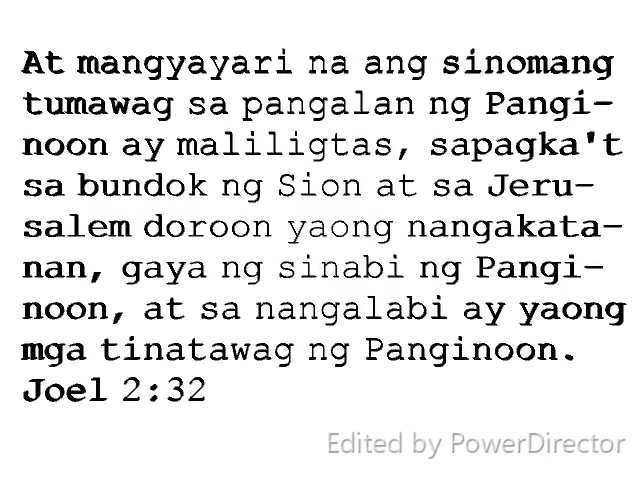 At mangyayari na ang sinomang
tumawag sa pangalan ng Pangi-
noon ay maliligtas, sapagka't
sa bundok ng Sion at sa Jeru-
salem doroon yaong nangakata-
nan, gaya ng sinabi ng Pangi-
noon, at sa nangalabi ay yaong
mga tinatawag ng Panginoon.
Joel 2:32
Edited by PowerDirector